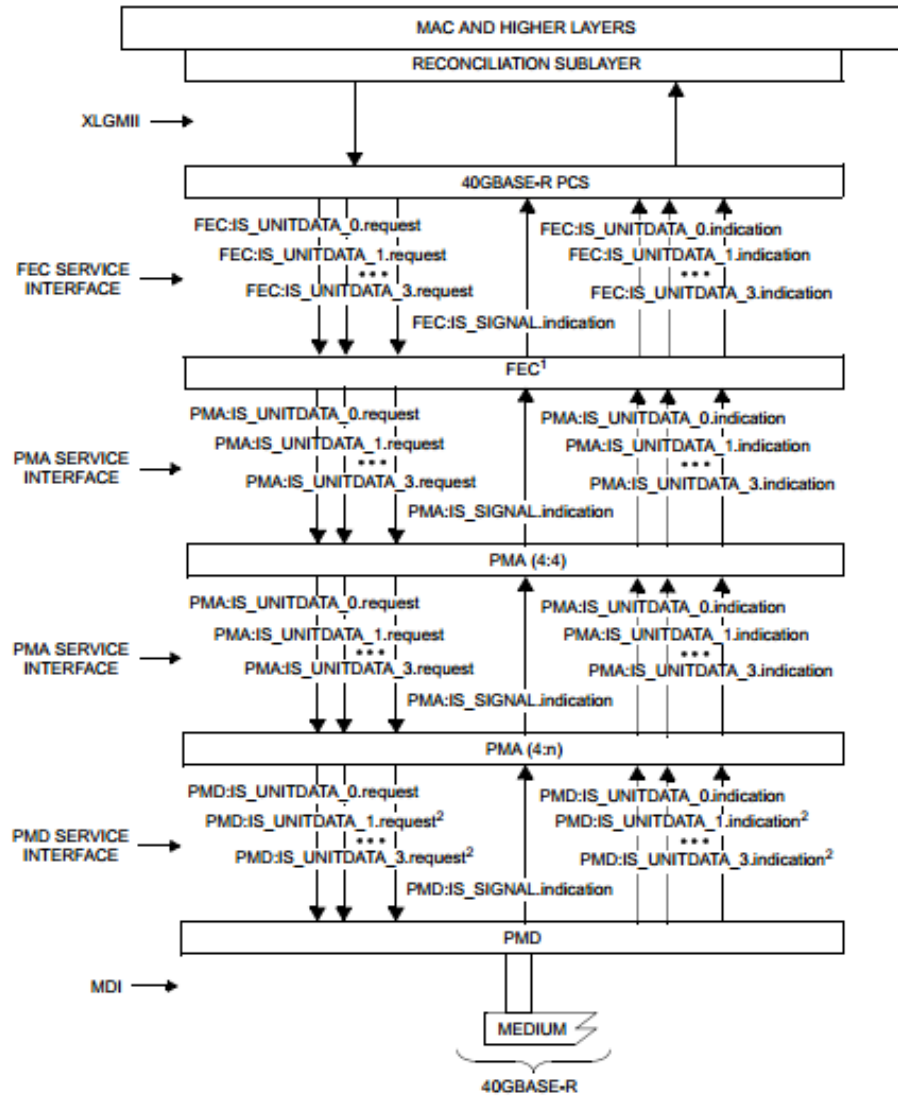 MAC AND HIGHER LAYERS
RECONCILIATION SUBLAYER
XLGMII
40GBASE-R PCS
FEC SERVICE
INTERFACE
FEC:IS_UNITDATA_0.request
FEC:IS_UNITDATA_1.request
•••
FEC:IS_UNITDATA_3.request
FEC:IS_SIGNAL.indication
FEC:IS_UNITDATA_0.indication
FEC:IS_UNITDATA_1.indication
•••
FEC:IS_UNITDATA_3.indication
FEC¹
PMA SERVICE
INTERFACE
PMA:IS_UNITDATA_0.request
PMA:IS_UNITDATA_1.request
•••
PMA:IS_UNITDATA_3.request
PMA:IS_SIGNAL.indication
PMA:IS_UNITDATA_0.indication
PMA:IS_UNITDATA_1.indication
•••
PMA:IS_UNITDATA_3.indication
PMA (4:4)
PMA SERVICE
INTERFACE
PMA:IS_UNITDATA_0.request
PMA:IS_UNITDATA_1.request
•••
PMA:IS_UNITDATA_3.request
PMA:IS_SIGNAL.indication
PMA:IS_UNITDATA_0.indication
PMA:IS_UNITDATA_1.indication
•••
PMA:IS_UNITDATA_3.indication
PMA (4:n)
PMD SERVICE
INTERFACE
PMD:IS_UNITDATA_0.request
PMD:IS_UNITDATA_1.request²
•••
PMD:IS_UNITDATA_3.request²
PMD:IS_SIGNAL.indication
PMD:IS_UNITDATA_0.indication
PMD:IS_UNITDATA_1.indication²
•••
PMD:IS_UNITDATA_3.indication²
PMD
MDI
MEDIUM
40GBASE-R